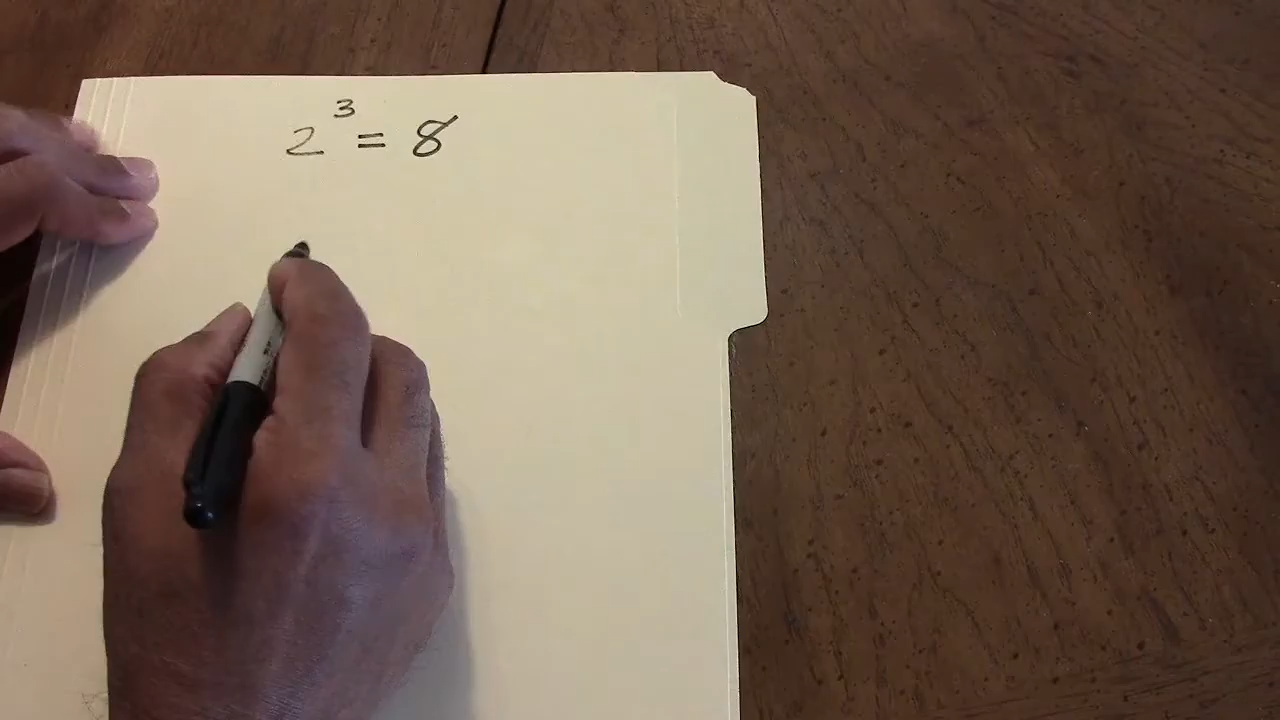 2³ = 8